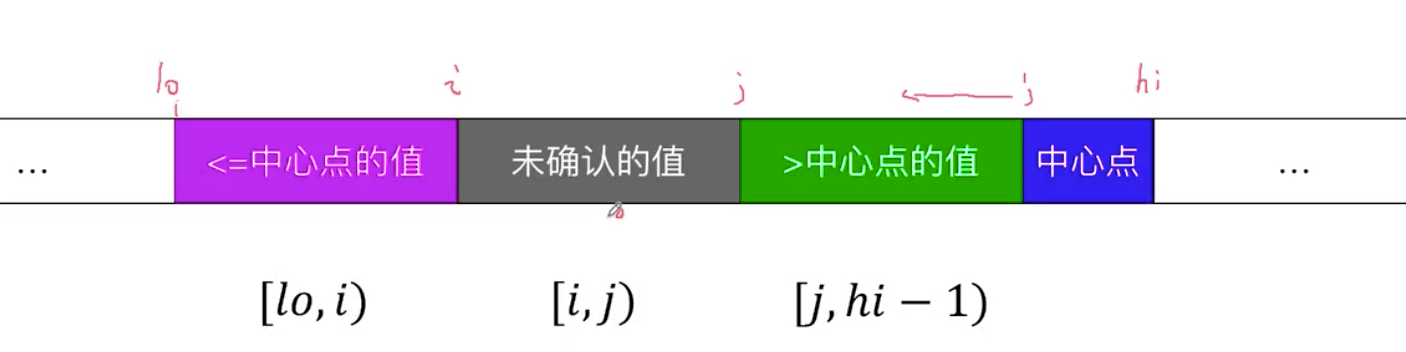 lo i j j hi
... <=中心点的值 未确认的值 >中心点的值 中心点 ...
[lo, i) [i, j) [j, hi − 1)